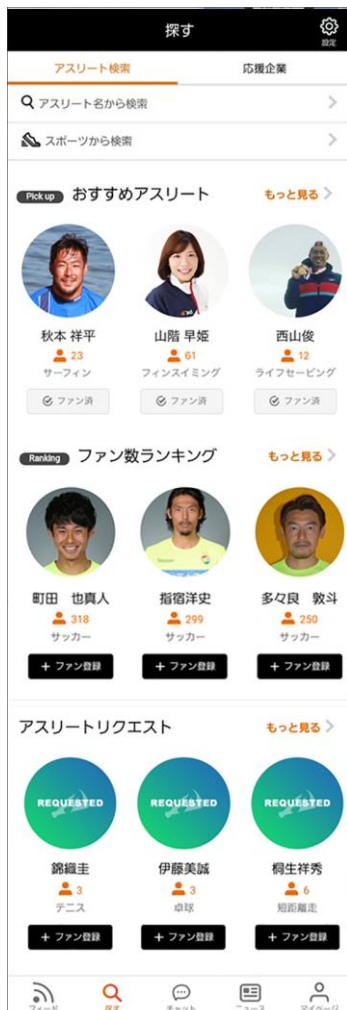 探す
設定
アスリート検索 応援企業
アスリート名から検索
スポーツから検索
Pick up おすすめアスリート もっと見る
秋本 祥平 山階 早姫 西山俊
23 61 12
サーフィン フィンスイミング ライフセービング
ファン済 ファン済 ファン済
Ranking ファン数ランキング もっと見る
町田 也真人 指宿洋史 多々良 敦斗
318 299 250
サッカー サッカー サッカー
+ ファン登録 + ファン登録 + ファン登録
アスリートリクエスト もっと見る
REQUESTED REQUESTED REQUESTED
錦織圭 伊藤美誠 桐生祥秀
3 3 6
テニス 卓球 短距離走
+ ファン登録 + ファン登録 + ファン登録
フィード 探す チャット ニュース マイページ